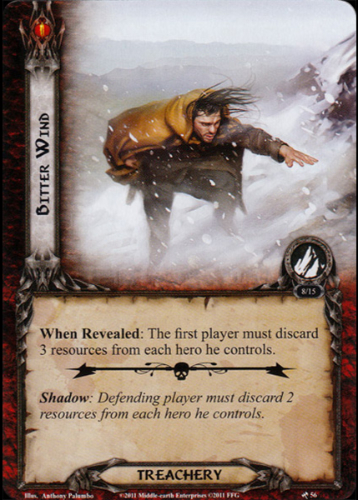 BITTER WIND
8/15
When Revealed: The first player must discard
3 resources from each hero he controls.
Shadow: Defending player must discard 2
resources from each hero he controls.
TREACHERY
Illus. Anthony Palumbo ©2011 Middle-earth Enterprises ©2011 FFG 56